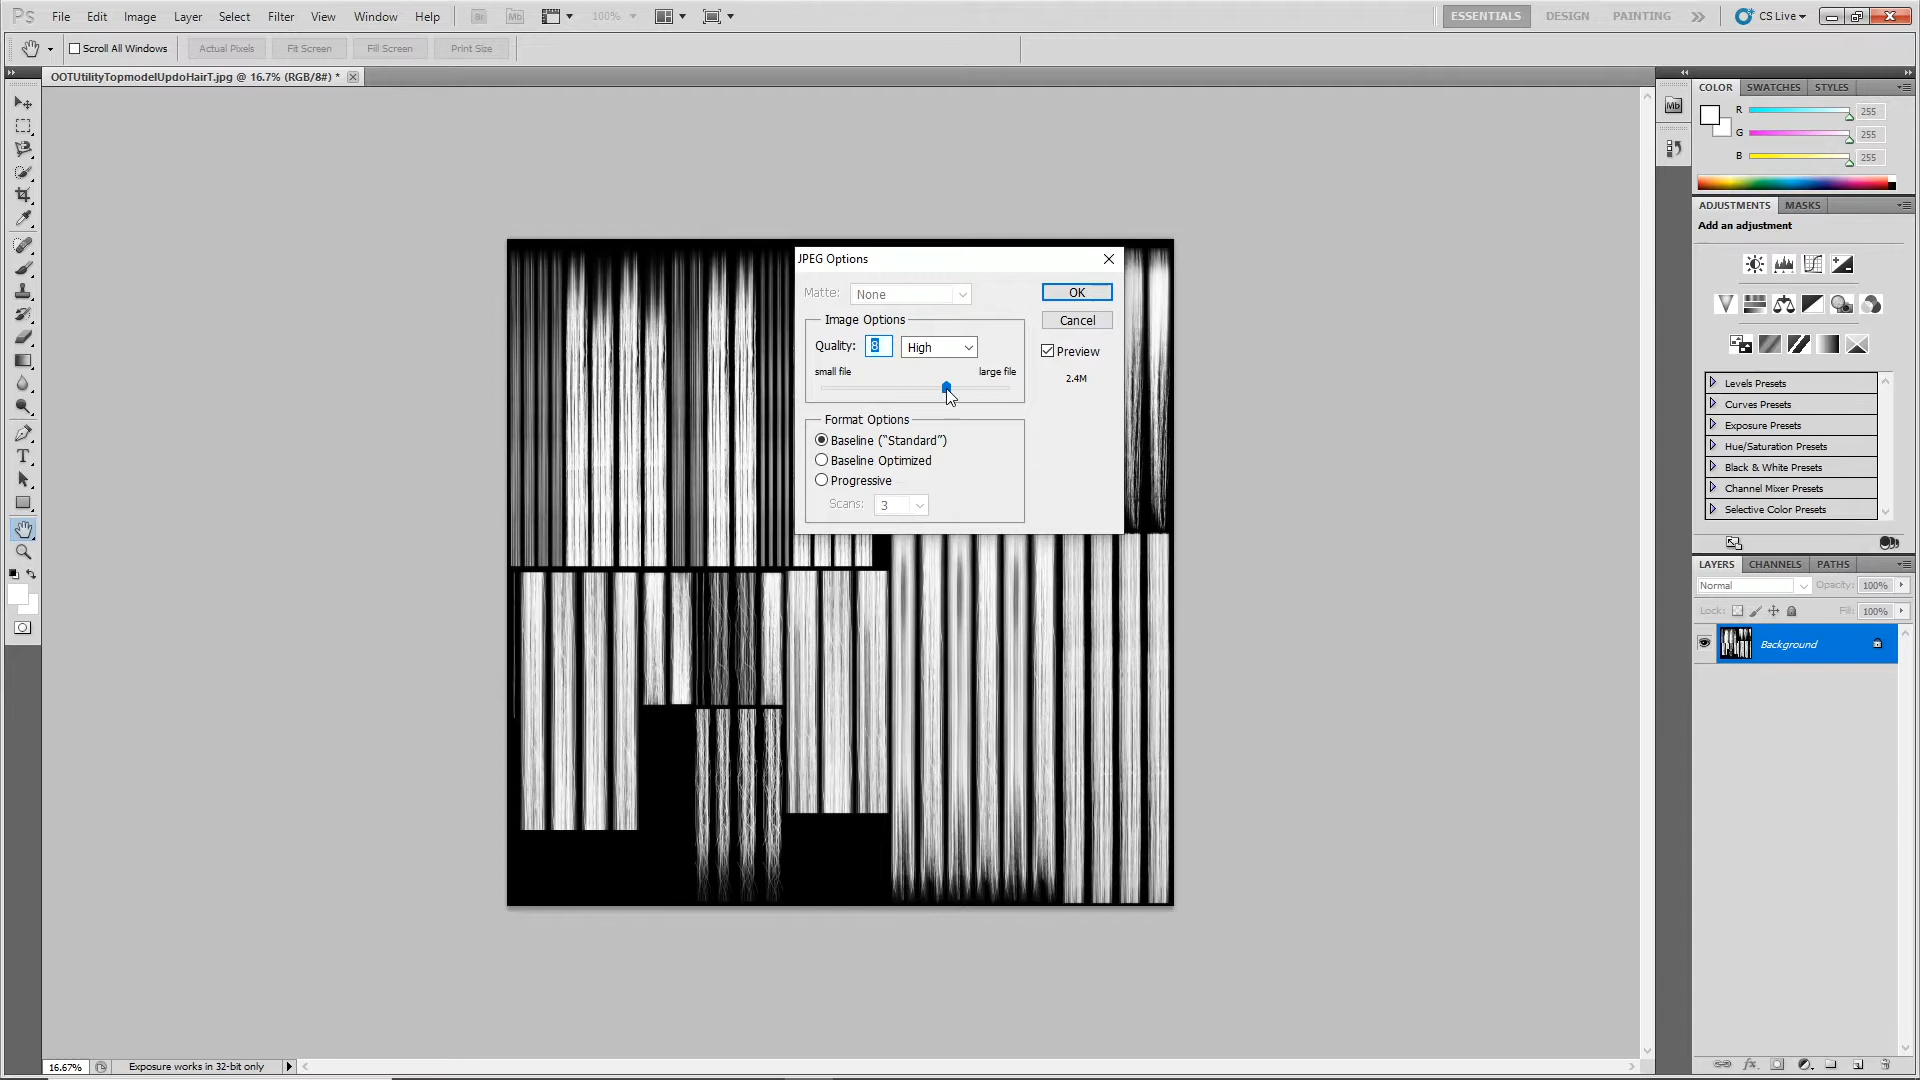 Ps File Edit Image Layer Select Filter View Window Help Br Mb 100% ESSENTIALS DESIGN PAINTING CS Live
Scroll All Windows Actual Pixels Fit Screen Fill Screen Print Size
OOTUtilityTopmodelUpdoHairT.jpg @ 16.7% (RGB/8#) *
COLOR SWATCHES STYLES
Mb
R 255
G 255
B 255
ADJUSTMENTS MASKS
Add an adjustment
Levels Presets
Curves Presets
Exposure Presets
Hue/Saturation Presets
Black & White Presets
Channel Mixer Presets
Selective Color Presets
LAYERS CHANNELS PATHS
Normal Opacity: 100%
Lock: Fill: 100%
Background
JPEG Options
Matte: None OK
Image Options Cancel
Quality: 8 High Preview
small file large file 2.4M
Format Options
Baseline (“Standard”)
Baseline Optimized
Progressive
Scans: 3
T
16.67% Exposure works in 32-bit only
fx